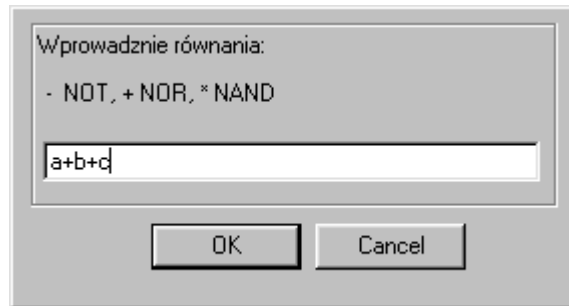 Wprowadznie równania:
- NOT, + NOR, * NAND
a+b+c
OK Cancel